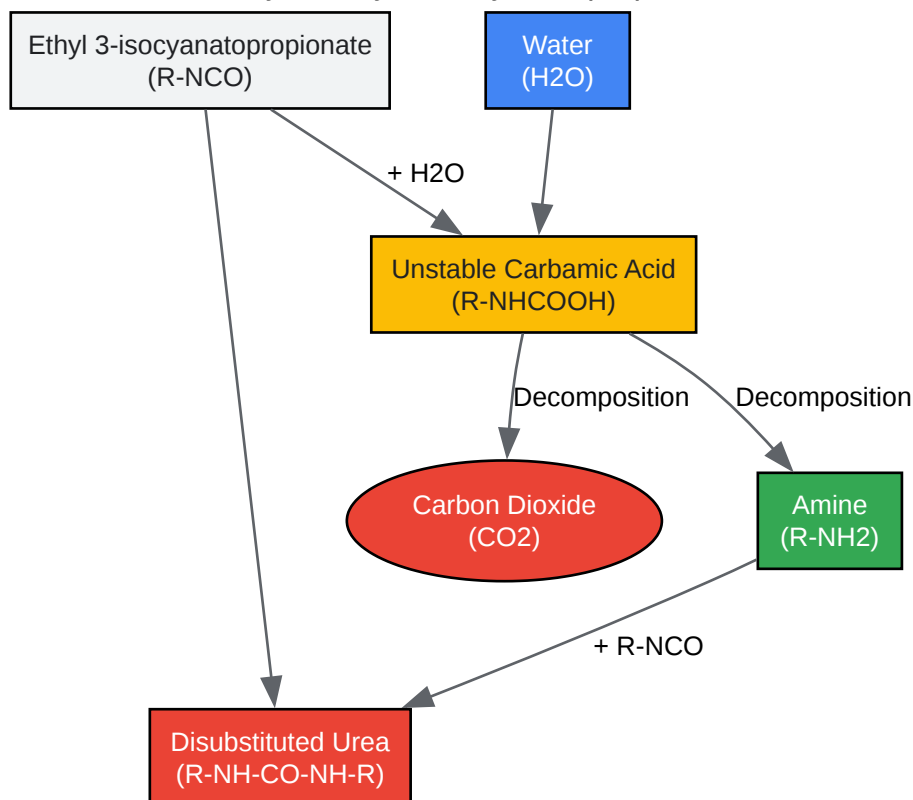 Ethyl 3-isocyanatopropionate
(R-NCO)
Water
(H2O)
+ H2O
Unstable Carbamic Acid
(R-NHCOOH)
Decomposition
Decomposition
Carbon Dioxide
(CO2)
Amine
(R-NH2)
+ R-NCO
Disubstituted Urea
(R-NH-CO-NH-R)